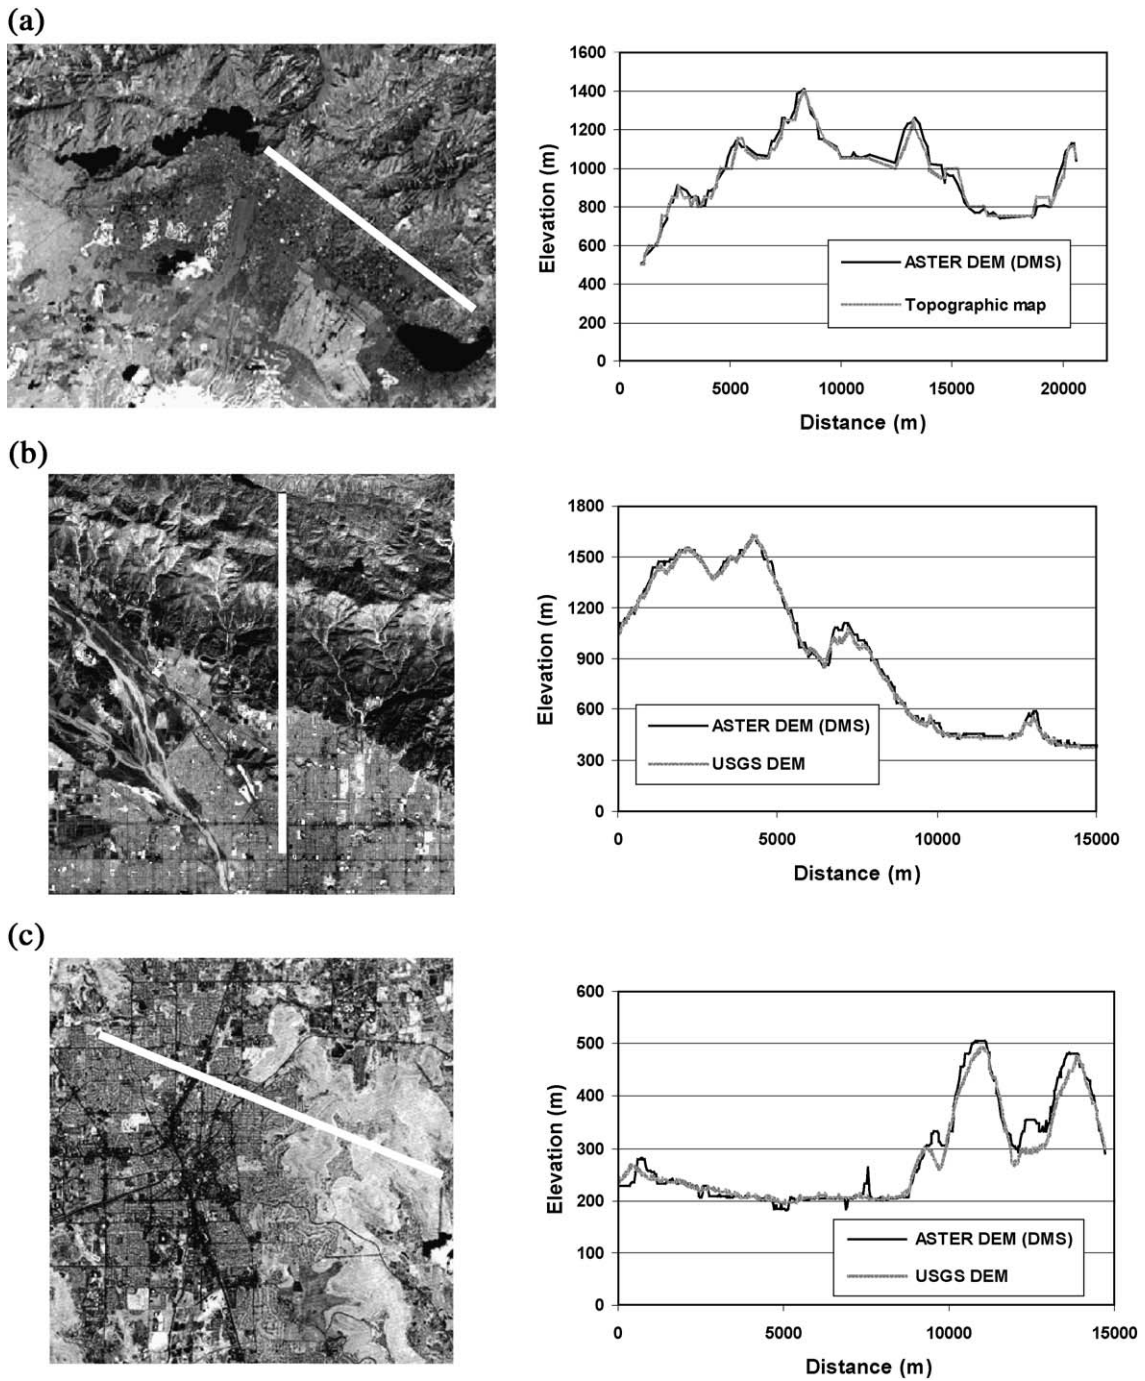 (a)
1600
1400
1200
1000
800
600
400
200
0
Elevation (m)
ASTER DEM (DMS)
Topographic map
0
5000
10000
15000
20000
Distance (m)
(b)
1800
1500
1200
900
600
300
0
Elevation (m)
ASTER DEM (DMS)
USGS DEM
0
5000
10000
15000
Distance (m)
(c)
600
500
400
300
200
100
0
Elevation (m)
ASTER DEM (DMS)
USGS DEM
0
5000
10000
15000
Distance (m)